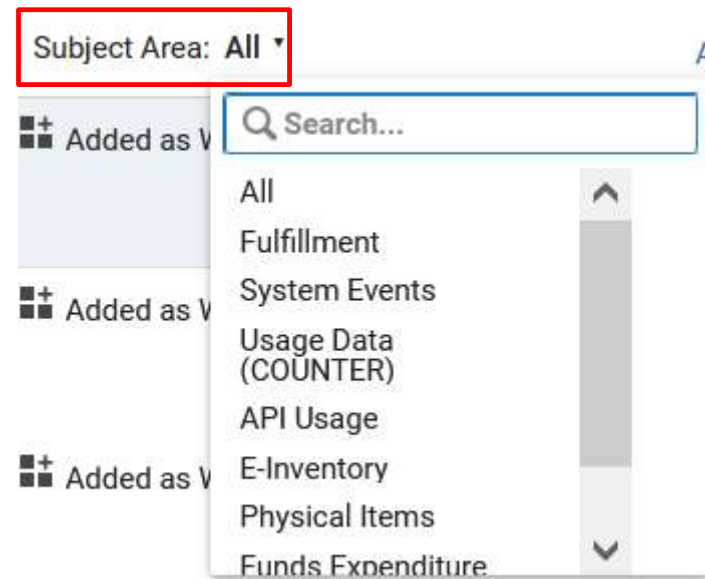 Subject Area: All
Added as
Search...
All
Fulfillment
System Events
Added as
Usage Data
(COUNTER)
API Usage
E-Inventory
Added as
Physical Items
Funds Expenditure